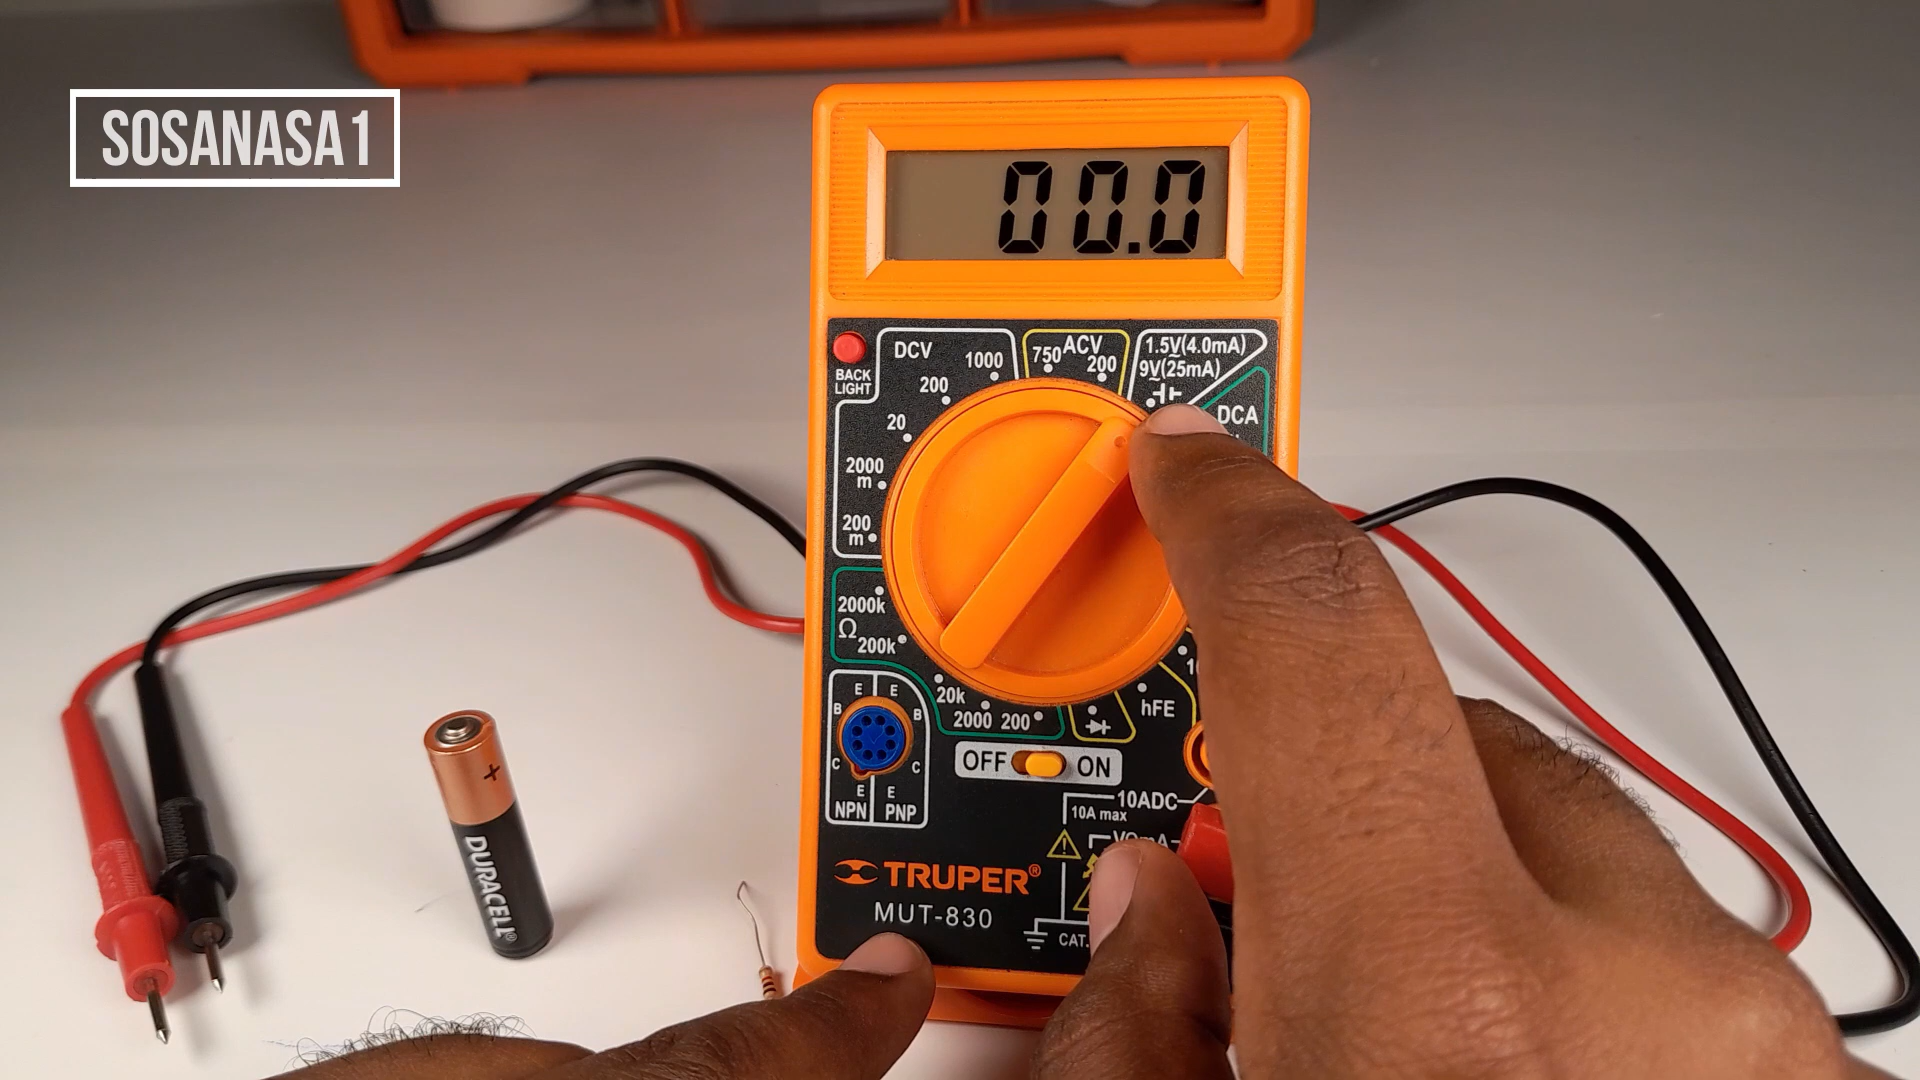 SOSANASA1
00.0
BACK
LIGHT
DCV
1000
200
20
2000
m
200
m
750
ACV
200
1.5V(4.0mA)
9V(25mA)
DCA
2000k
Ω
200k
20k
2000
200
hFE
E
E
B
B
C
C
E
E
NPN
PNP
OFF
ON
10ADC
10A max
TRUPER®
MUT-830
CAT.
+
DURACELL®